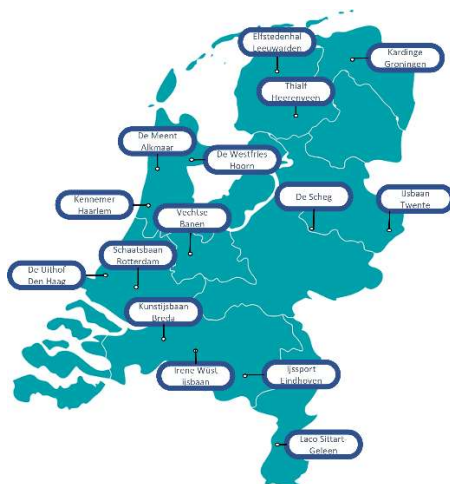 Elfstedenhal
Leeuwarden
Kardinge
Groningen
Thialf
Heerenveen
De Meent
Alkmaar
De Westfries
Hoorn
Kennemer
Haarlem
Vechtse
Banen
De Scheg
IJsbaan
Twente
Schaatsbaan
Rotterdam
De Uithof
Den Haag
Kunstijsbaan
Breda
Irene Wüst
ijsbaan
IJssport
Eindhoven
Laco Sittart-
Geleen